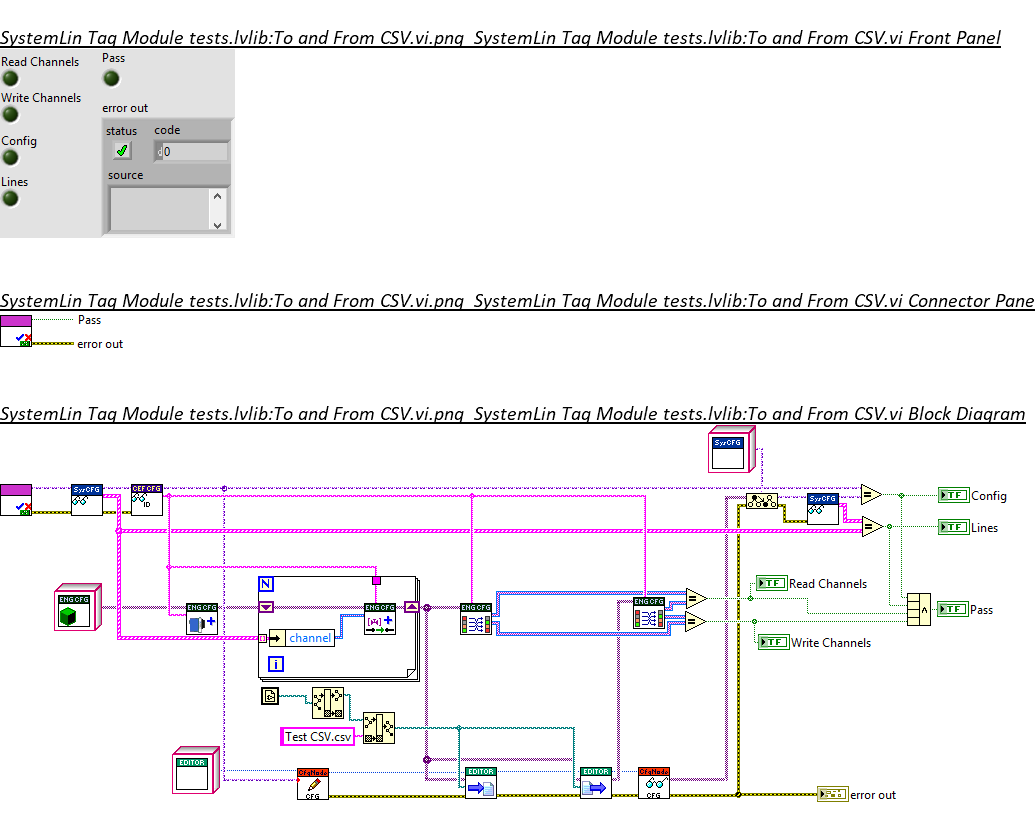 SystemLin Tag Module tests.lvlib:To and From CSV.vi.png SystemLin Tag Module tests.lvlib:To and From CSV.vi Front Panel
Read Channels
Pass
Write Channels
error out
status
code
Config
d 0
Lines
source
SystemLin Tag Module tests.lvlib:To and From CSV.vi.png SystemLin Tag Module tests.lvlib:To and From CSV.vi Connector Pane
Pass
error out
SystemLin Tag Module tests.lvlib:To and From CSV.vi.png SystemLin Tag Module tests.lvlib:To and From CSV.vi Block Diagram
SysCFG
SysCFG
CEF CFG
ID
SysCFG
TF Config
TF Lines
N
ENG CFG
ENG CFG
ENG CFG
ENG CFG
ENG CFG
TF Read Channels
TF Pass
channel
TF Write Channels
i
Test CSV.csv
EDITOR
CfgNode
CFG
EDITOR
EDITOR
CfgNode
CFG
error out